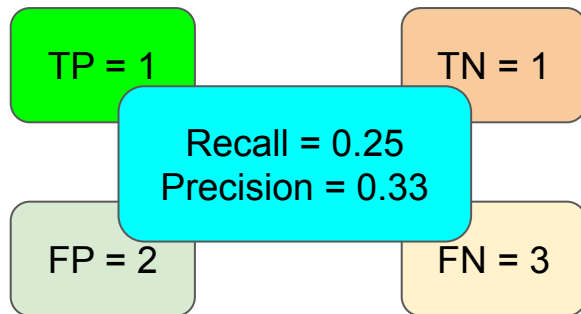 TP = 1
TN = 1
Recall = 0.25
Precision = 0.33
FP = 2
FN = 3